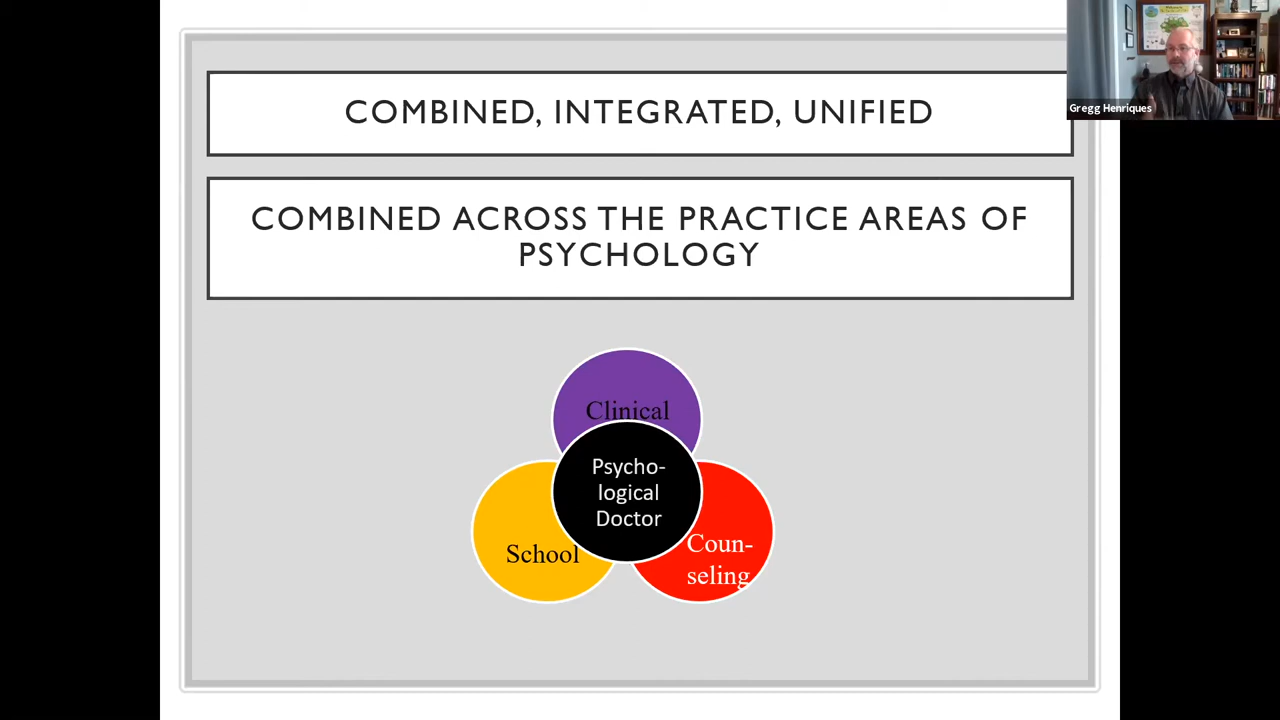 COMBINED, INTEGRATED, UNIFIED
Gregg Henriques
COMBINED ACROSS THE PRACTICE AREAS OF
PSYCHOLOGY
Clinical
Psycho-
logical
Doctor
School
Coun-
seling